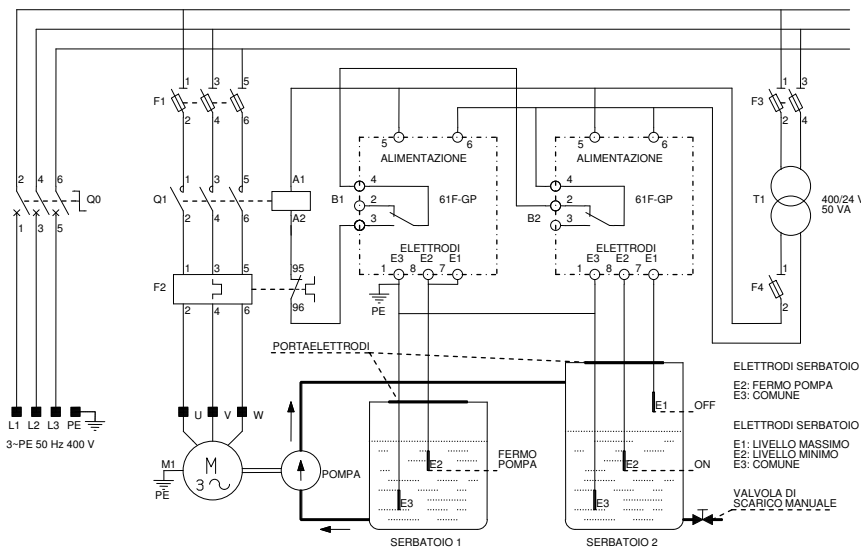 1 3 5
F1
2 4 6
F3 1 3
2 4
5 6
ALIMENTAZIONE
5 6
ALIMENTAZIONE
2 4 6
Q0
1 3 5
1 3 5
Q1
2 4 6
A1
A2
4
B1 2
3
61F-GP
4
2
B2 3
61F-GP
T1
400/24 V
50 VA
ELETTRODI
E3 E2 E1
1 8 7
ELETTRODI
E3 E2 E1
1 8 7
1 3 5
F2
2 4 6
95
96
PE
1
F4
2
PORTAELETTRODI
L1 L2 L3 PE
3~PE 50 Hz 400 V
U V W
M1
M
3
PE
POMPA
E2
E3
FERMO
POMPA
SERBATOIO 1
E1
OFF
E2
ON
E3
SERBATOIO 2
ELETTRODI SERBATOIO
E2: FERMO POMPA
E3: COMUNE
ELETTRODI SERBATOIO
E1: LIVELLO MASSIMO
E2: LIVELLO MINIMO
E3: COMUNE
VALVOLA DI
SCARICO MANUALE